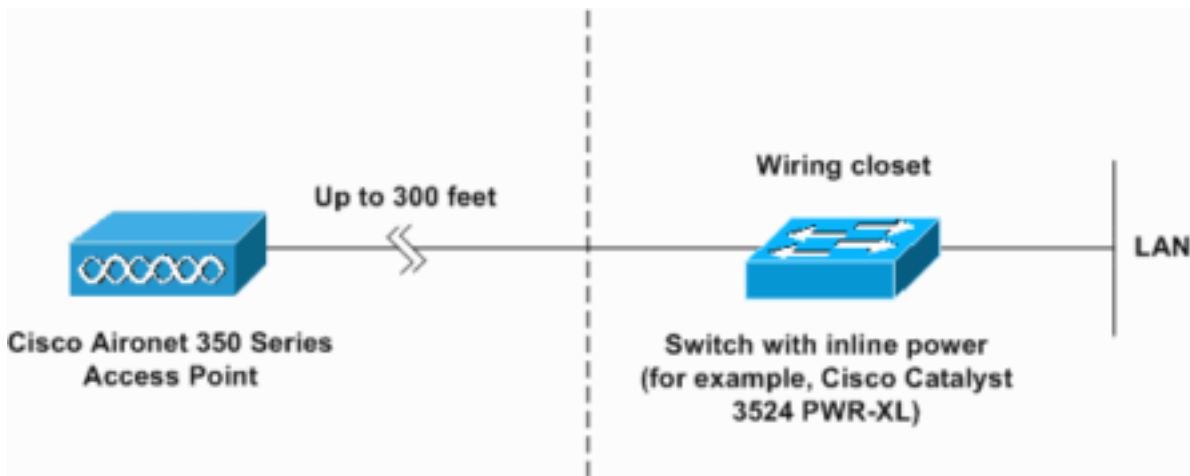 Wiring closet
Up to 300 feet
LAN
Cisco Aironet 350 Series
Access Point
Switch with inline power
(for example, Cisco Catalyst
3524 PWR-XL)